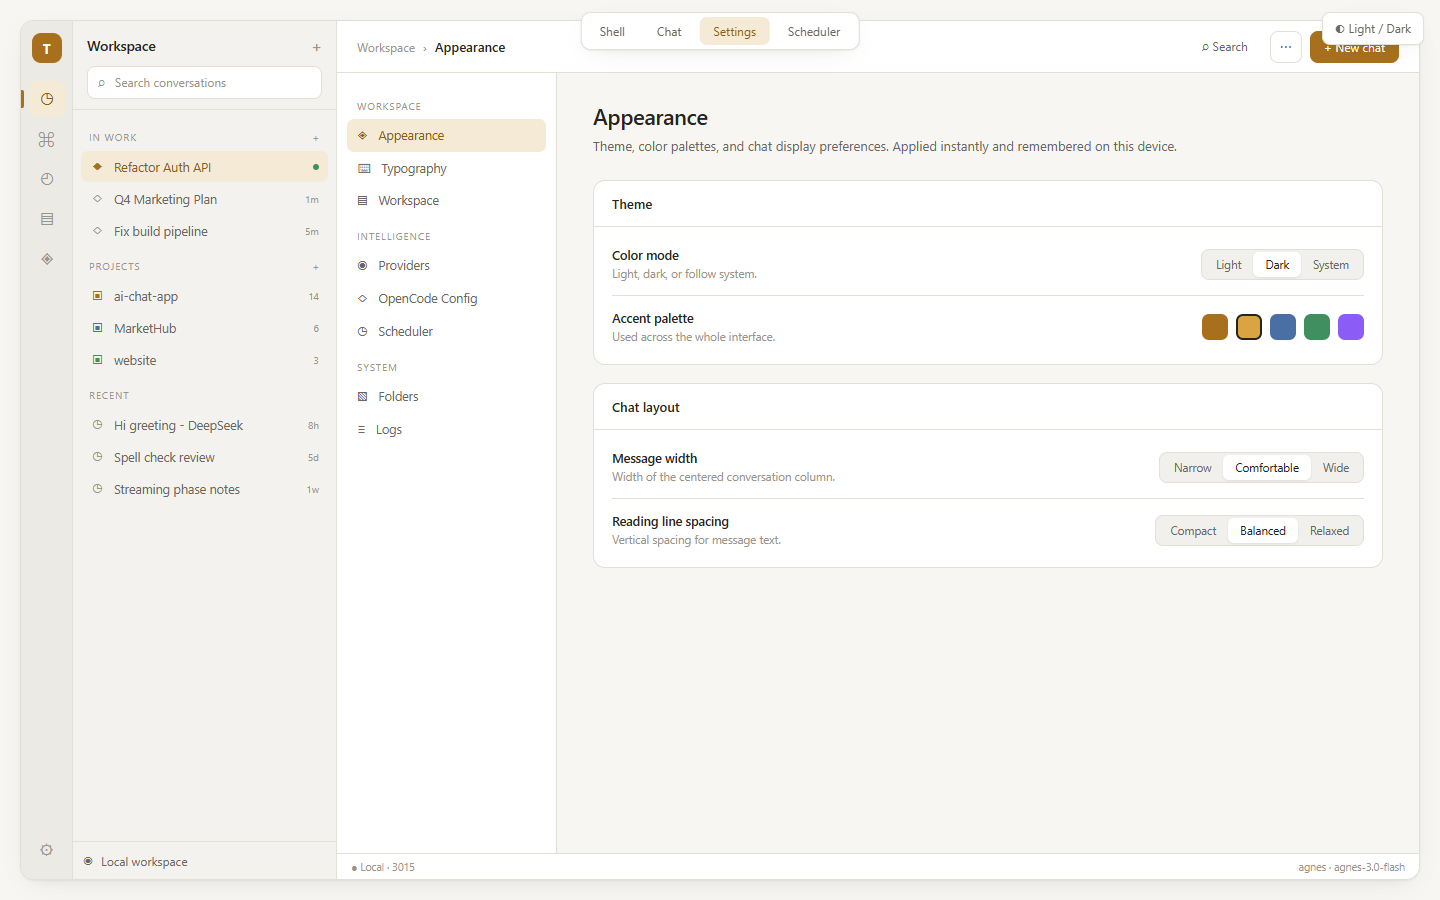 Shell
Chat
Settings
Scheduler
Light / Dark
T
Workspace
+
Search conversations
IN WORK
+
Refactor Auth API
Q4 Marketing Plan
1m
Fix build pipeline
5m
PROJECTS
+
ai-chat-app
14
MarketHub
6
website
3
RECENT
Hi greeting - DeepSeek
8h
Spell check review
5d
Streaming phase notes
1w
Local workspace
Workspace › Appearance
Search
...
+ New chat
WORKSPACE
Appearance
Typography
Workspace
INTELLIGENCE
Providers
OpenCode Config
Scheduler
SYSTEM
Folders
Logs
Appearance
Theme, color palettes, and chat display preferences. Applied instantly and remembered on this device.
Theme
Color mode
Light, dark, or follow system.
Light
Dark
System
Accent palette
Used across the whole interface.
Chat layout
Message width
Width of the centered conversation column.
Narrow
Comfortable
Wide
Reading line spacing
Vertical spacing for message text.
Compact
Balanced
Relaxed
Local · 3015
agnes · agnes-3.0-flash